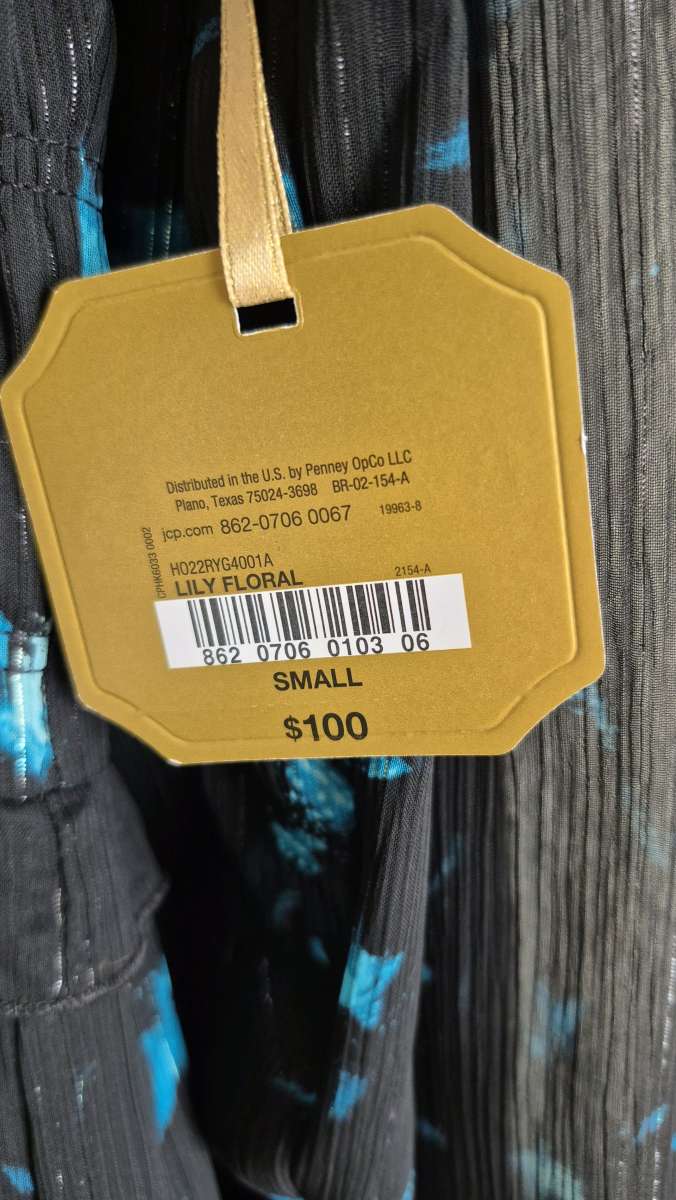 Distributed in the U.S. by Penney OpCo LLC
Plano, Texas 75024-3698 BR-02-154-A
jcp.com 862-0706 0067 19963-8
CPHK6033 0002
HO22RYG4001A
LILY FLORAL 2154-A
862 0706 0103 06
SMALL
$100